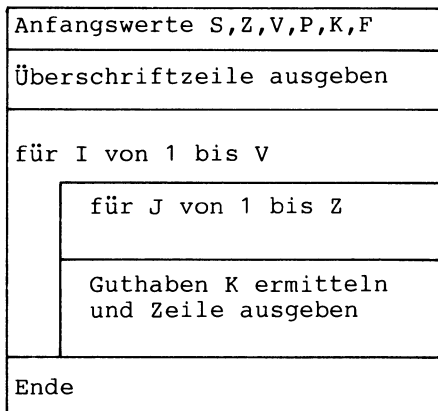 Anfangswerte S,Z,V,P,K,F
Überschriftzeile ausgeben
für I von 1 bis V
für J von 1 bis Z
Guthaben K ermitteln
und Zeile ausgeben
Ende